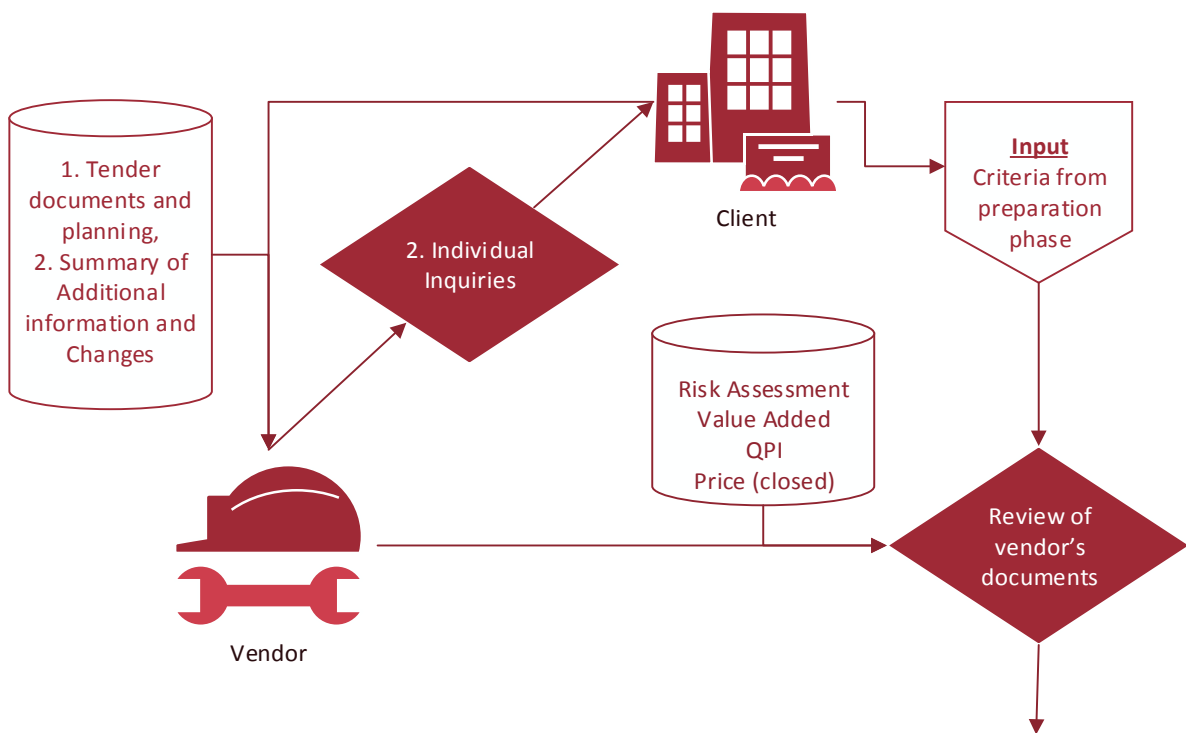 1. Tender
documents and
planning,
2. Summary of
Additional
information and
Changes
2. Individual
Inquiries
Client
Input
Criteria from
preparation
phase
Risk Assessment
Value Added
QPI
Price (closed)
Review of
vendor’s
documents
Vendor